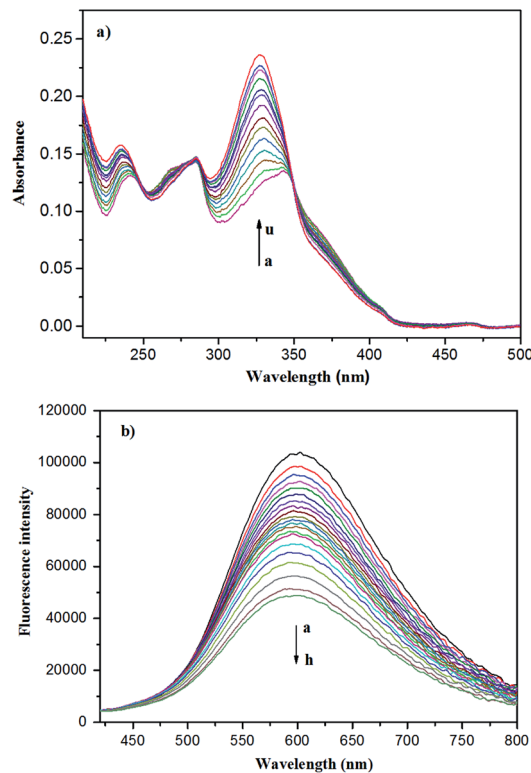 a)
0.25
0.20
0.15
0.10
0.05
0.00
Absorbance
u
a
250 300 350 400 450 500
Wavelength (nm)
b)
120000
100000
80000
60000
40000
20000
0
Fluorescence intensity
a
h
450 500 550 600 650 700 750 800
Wavelength (nm)